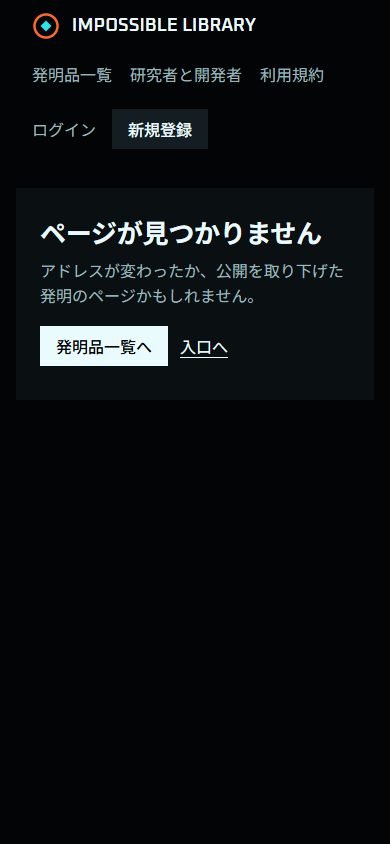 IMPOSSIBLE LIBRARY
発明品一覧 研究者と開発者 利用規約
ログイン 新規登録
ページが見つかりません
アドレスが変わったか、公開を取り下げた
発明のページかもしれません。
発明品一覧へ 入口へ